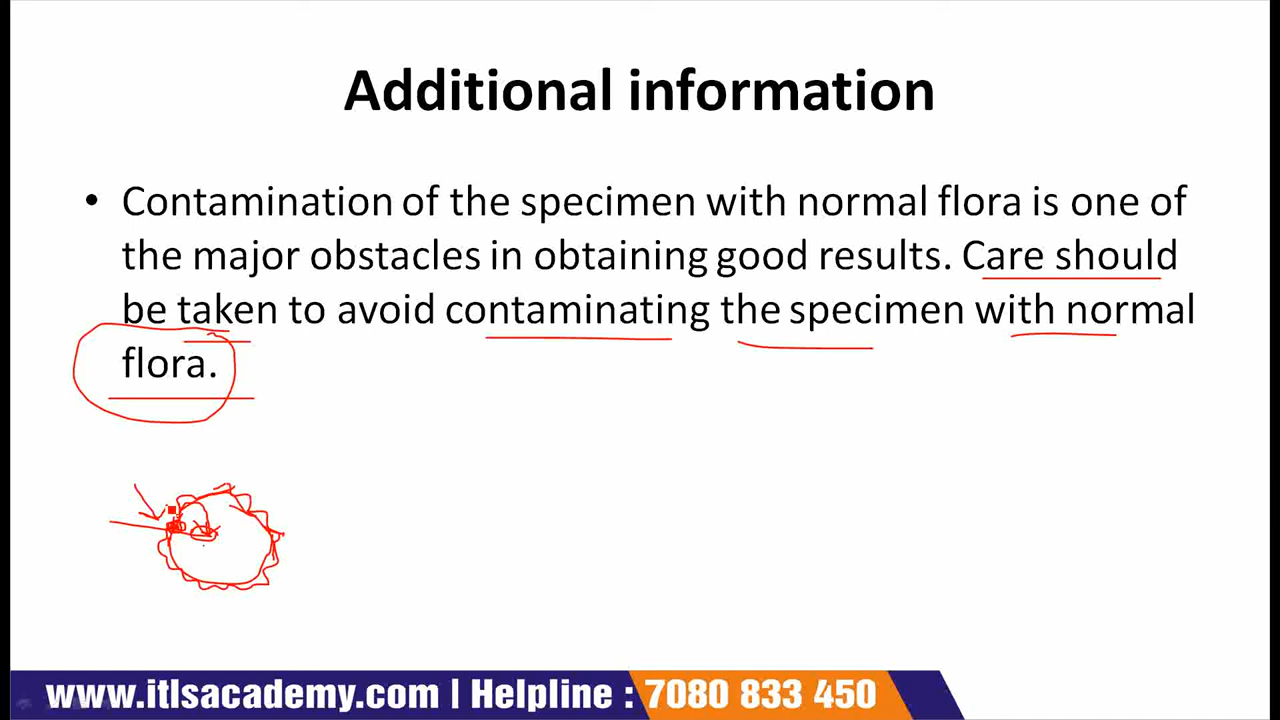 Additional information
• Contamination of the specimen with normal flora is one of
the major obstacles in obtaining good results. Care should
be taken to avoid contaminating the specimen with normal
flora.
www.itlsacademy.com | Helpline : 7080 833 450